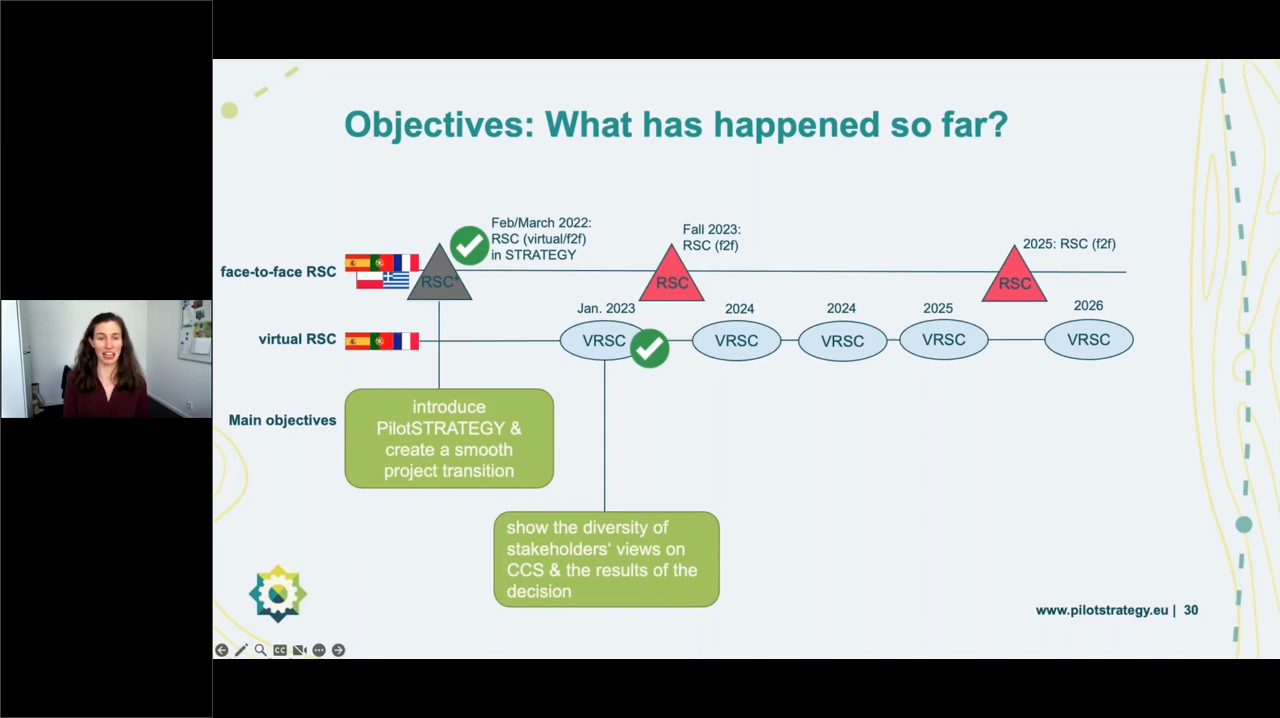 Objectives: What has happened so far?
Feb/March 2022:
RSC (virtual/f2f)
in STRATEGY
Fall 2023:
RSC (f2f)
2025: RSC (f2f)
face-to-face RSC
RSC*
RSC
RSC
Jan. 2023
2024
2024
2025
2026
virtual RSC
VRSC
VRSC
VRSC
VRSC
VRSC
Main objectives
introduce
PilotSTRATEGY &
create a smooth
project transition
show the diversity of
stakeholders‘ views on
CCS & the results of the
decision
www.pilotstrategy.eu | 30
CC